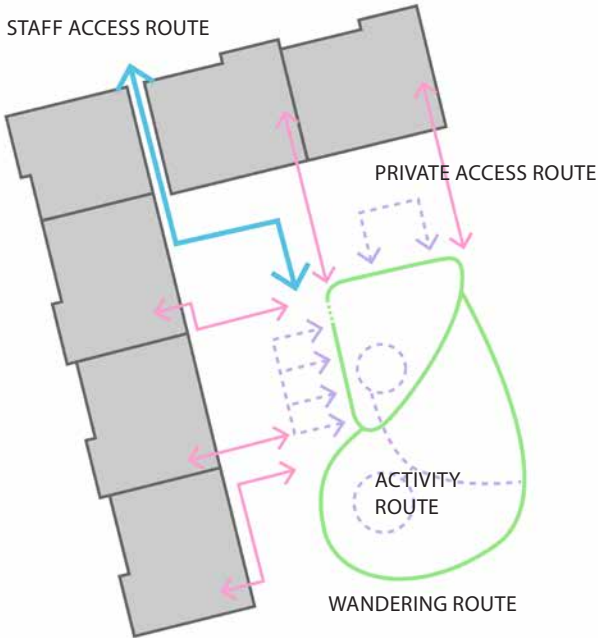 STAFF ACCESS ROUTE
PRIVATE ACCESS ROUTE
ACTIVITY
ROUTE
WANDERING ROUTE